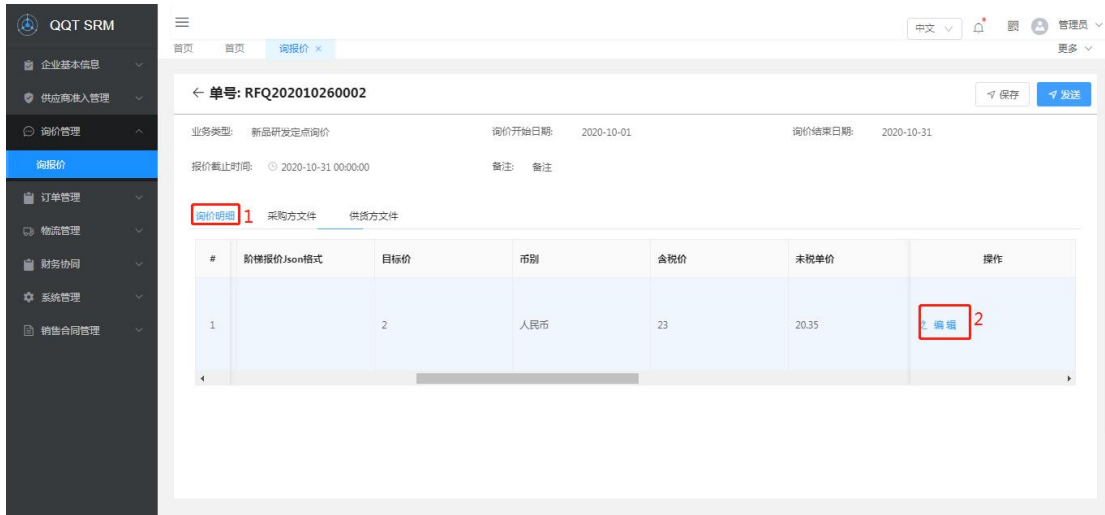 QQT SRM
中文
管理员
首页 首页 询报价 ×
更多
企业基本信息
供应商准入管理
询价管理
询报价
订单管理
物流管理
财务协同
系统管理
销售合同管理
← 单号: RFQ202010260002
保存
发送
业务类型: 新品研发定点询价 询价开始日期: 2020-10-01 询价结束日期: 2020-10-31
报价截止时间: 2020-10-31 00:00:00 备注: 备注
询价明细 1 采购方文件 供货方文件
# 阶梯报价Json格式 目标价 币别 含税价 未税单价 操作
1 2 人民币 23 20.35 编辑 2